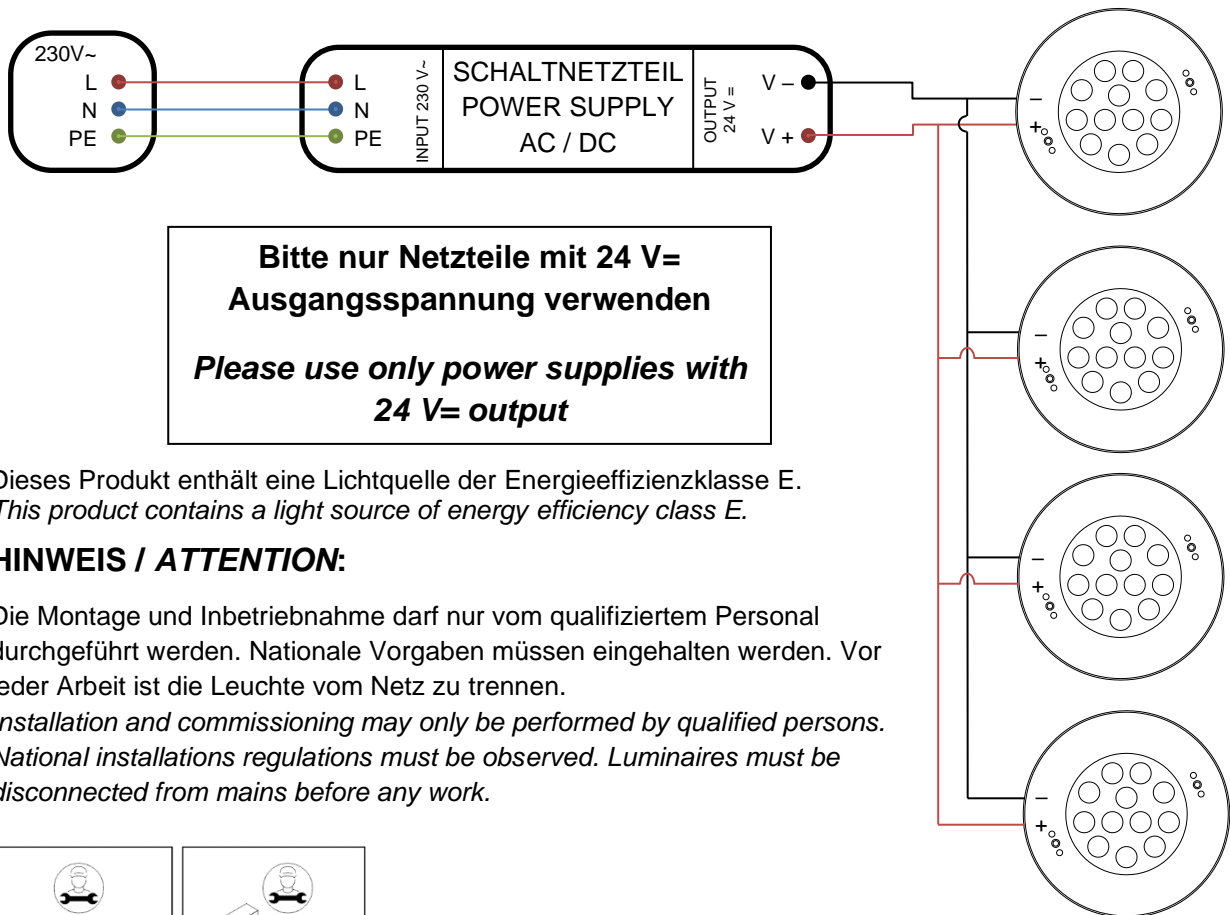 230V~
L
N
PE
L
N
PE
INPUT 230 V~
SCHALTNETZTEIL
POWER SUPPLY
AC / DC
OUTPUT
24 V =
V –
V +
–
+
–
+
–
+
–
+
Bitte nur Netzteile mit 24 V=
Ausgangsspannung verwenden
Please use only power supplies with
24 V= output
Dieses Produkt enthält eine Lichtquelle der Energieeffizienzklasse E.
This product contains a light source of energy efficiency class E.
HINWEIS / ATTENTION:
Die Montage und Inbetriebnahme darf nur vom qualifiziertem Personal
durchgeführt werden. Nationale Vorgaben müssen eingehalten werden. Vor
jeder Arbeit ist die Leuchte vom Netz zu trennen.
Installation and commissioning may only be performed by qualified persons.
National installations regulations must be observed. Luminaires must be
disconnected from mains before any work.